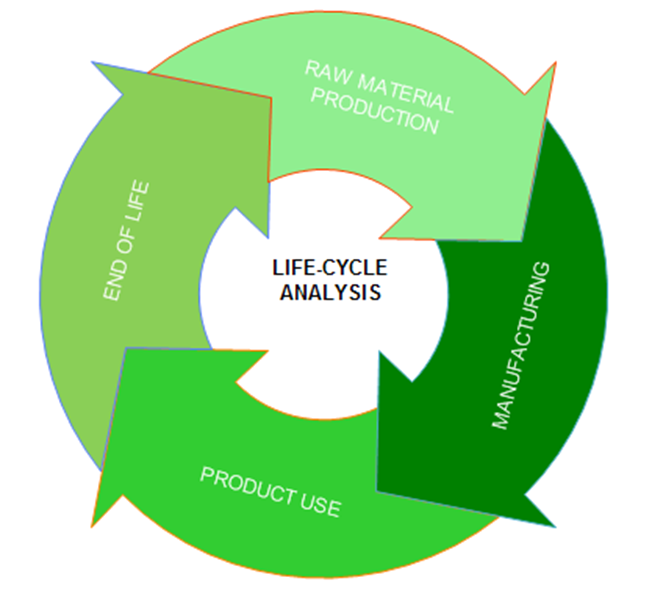 RAW MATERIAL
PRODUCTION
END OF LIFE
LIFE-CYCLE
ANALYSIS
MANUFACTURING
PRODUCT USE